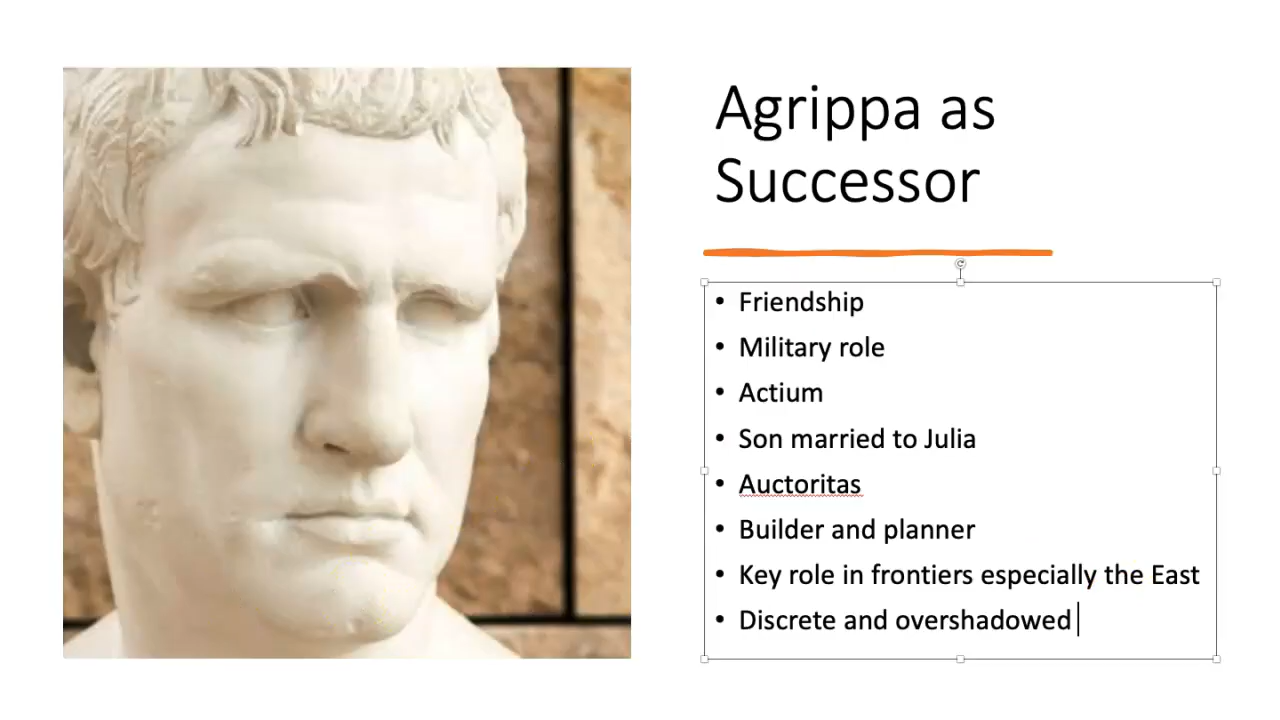 Agrippa as
Successor
• Friendship
• Military role
• Actium
• Son married to Julia
• Auctoritas
• Builder and planner
• Key role in frontiers especially the East
• Discrete and overshadowed